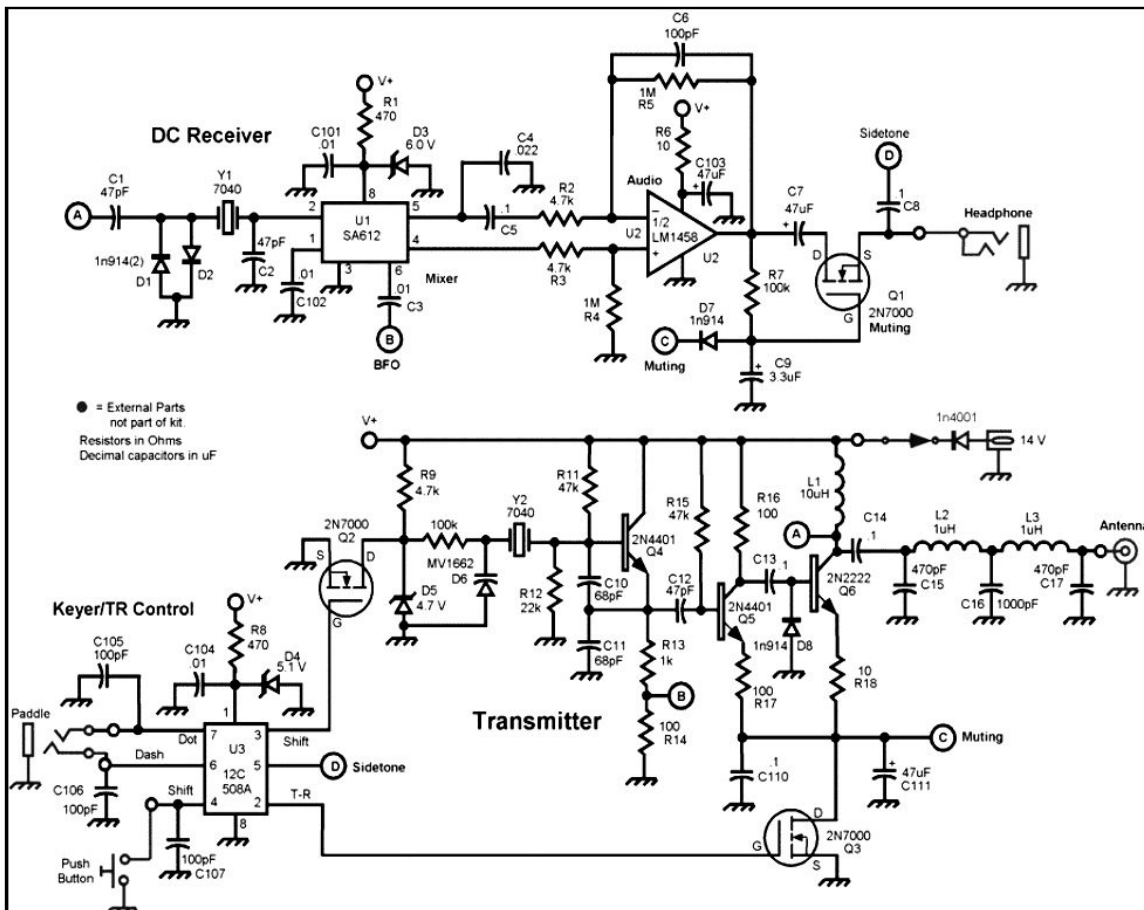 DC Receiver
C1
47pF
A
Y1
7040
1n914(2)
D1
D2
47pF
C2
C101
.01
V+
R1
470
D3
6.0 V
8
2
U1
SA612
5
1
4
3
6
.01
C102
.01
C3
B
BFO
Mixer
C4
.022
.1
C5
R2
4.7k
4.7k
R3
1M
R4
C6
100pF
1M
R5
V+
R6
10
C103
+
47uF
Audio
−
1/2
U2
LM1458
+
U2
C7
47uF
+
R7
100k
D7
1n914
C
Muting
+
C9
3.3uF
Sidetone
D
.1
C8
D
S
G
Q1
2N7000
Muting
Headphone
● = External Parts
not part of kit.
Resistors in Ohms
Decimal capacitors in uF
V+
R9
4.7k
2N7000
Q2
S
D
G
100k
MV1662
D6
D5
4.7 V
Y2
7040
R11
47k
R12
22k
2N4401
Q4
C10
68pF
C11
68pF
C12
47pF
R13
1k
B
100
R14
R15
47k
R16
100
2N4401
Q5
C13
.1
1n914
D8
100
R17
L1
10uH
A
C14
.1
2N2222
Q6
10
R18
1n4001
14 V
L2
1uH
L3
1uH
Antenna
470pF
C15
C16
1000pF
470pF
C17
Transmitter
.1
C110
C
Muting
+
47uF
C111
D
2N7000
G
Q3
S
Keyer/TR Control
V+
R8
470
C105
100pF
C104
.01
D4
5.1 V
Paddle
1
Dot
7
U3
3
Shift
Dash
6
12C
508A
5
D
Sidetone
C106
100pF
Shift
4
2
T-R
8
100pF
C107
Push
Button